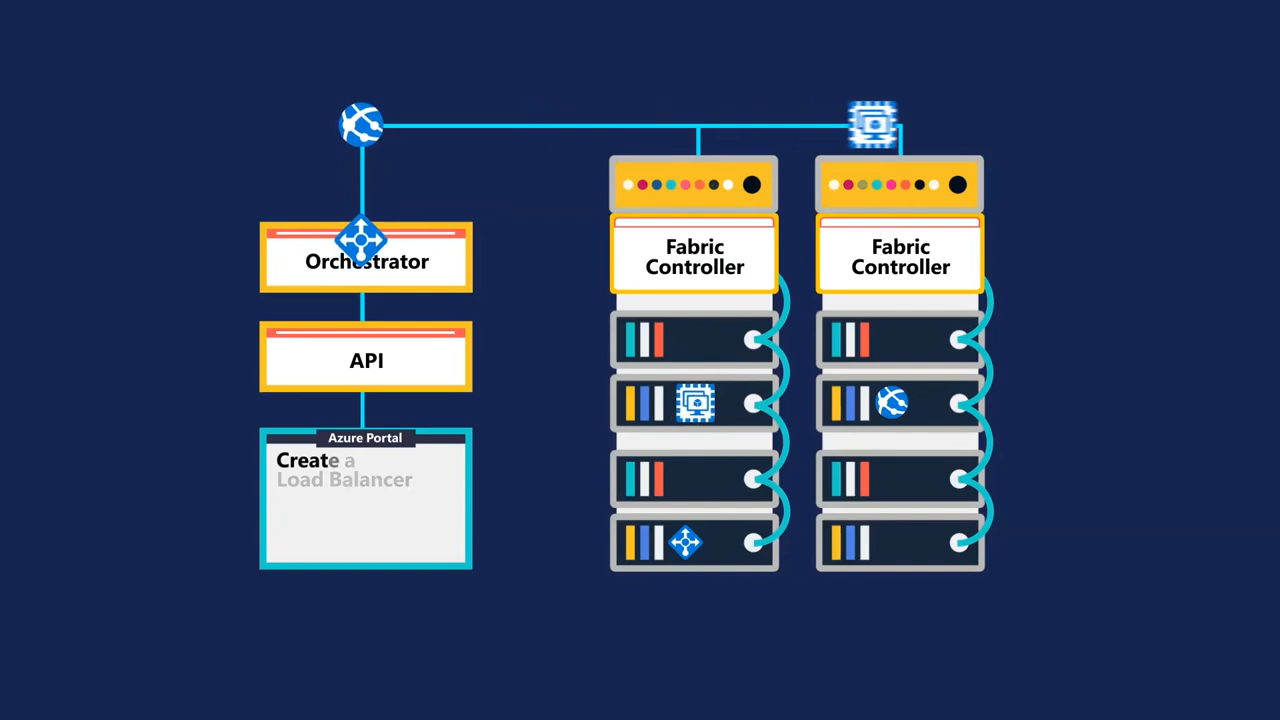 Orchestrator
API
Azure Portal
Create a
Load Balancer
Fabric
Controller
Fabric
Controller